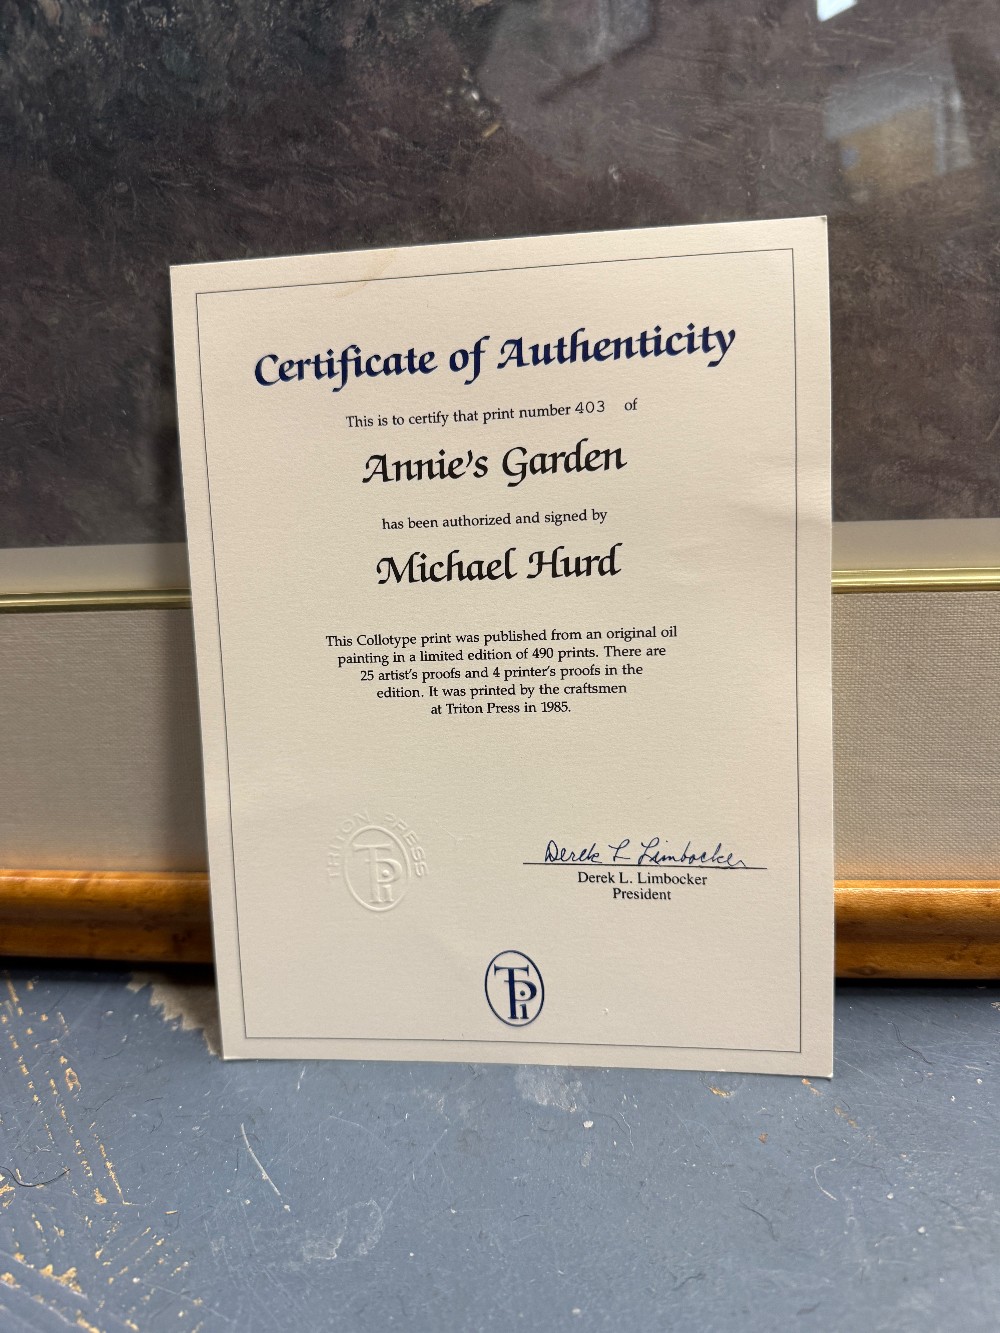 Certificate of Authenticity
This is to certify that print number 403 of
Annie's Garden
has been authorized and signed by
Michael Hurd
This Collotype print was published from an original oil
painting in a limited edition of 490 prints. There are
25 artist's proofs and 4 printer's proofs in the
edition. It was printed by the craftsmen
at Triton Press in 1985.
TRITON PRESS
TPi
Derek L Limbocker
Derek L. Limbocker
President
TPi